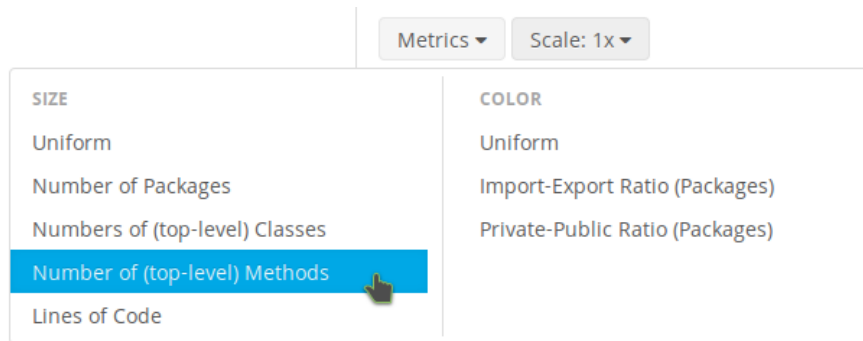 Metrics Scale: 1x
SIZE
Uniform
Number of Packages
Numbers of (top-level) Classes
Number of (top-level) Methods
Lines of Code
COLOR
Uniform
Import-Export Ratio (Packages)
Private-Public Ratio (Packages)